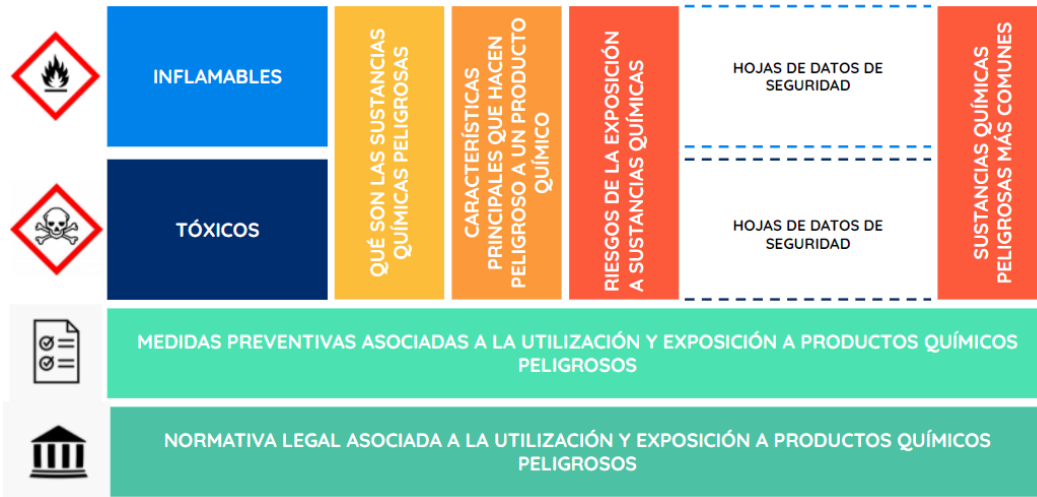 INFLAMABLES
TÓXICOS
QUÉ SON LAS SUSTANCIAS
QUÍMICAS PELIGROSAS
CARACTERÍSTICAS
PRINCIPALES QUE HACEN
PELIGROSO A UN PRODUCTO
QUÍMICO
RIESGOS DE LA EXPOSICIÓN
A SUSTANCIAS QUÍMICAS
HOJAS DE DATOS DE
SEGURIDAD
HOJAS DE DATOS DE
SEGURIDAD
SUSTANCIAS QUÍMICAS
PELIGROSAS MÁS COMUNES
MEDIDAS PREVENTIVAS ASOCIADAS A LA UTILIZACIÓN Y EXPOSICIÓN A PRODUCTOS QUÍMICOS
PELIGROSOS
NORMATIVA LEGAL ASOCIADA A LA UTILIZACIÓN Y EXPOSICIÓN A PRODUCTOS QUÍMICOS
PELIGROSOS